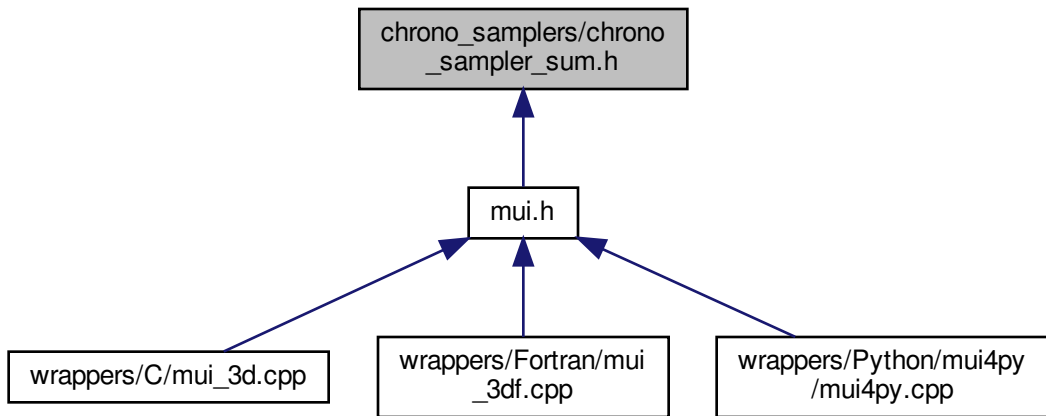 chrono_samplers/chrono
_sampler_sum.h
mui.h
wrappers/C/mui_3d.cpp
wrappers/Fortran/mui
_3df.cpp
wrappers/Python/mui4py
/mui4py.cpp